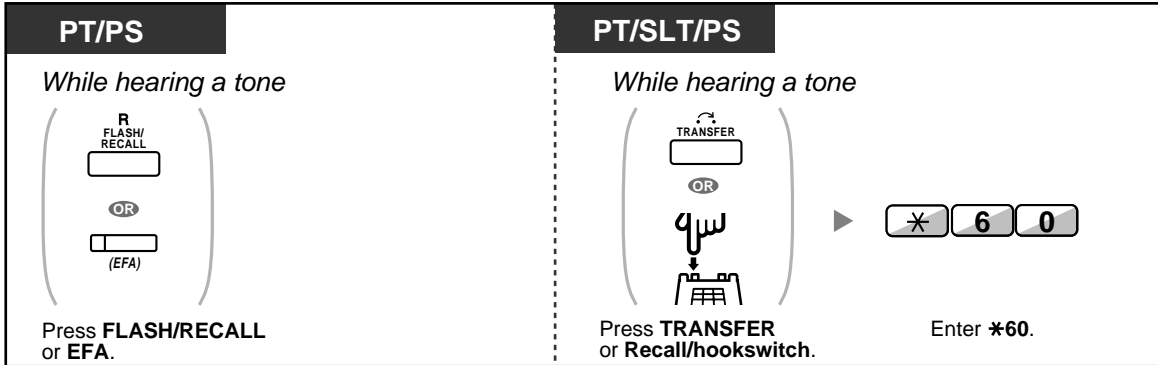 PT/PS
While hearing a tone
R
FLASH/
RECALL
OR
(EFA)
Press FLASH/RECALL
or EFA.
PT/SLT/PS
While hearing a tone
TRANSFER
OR
Press TRANSFER
or Recall/hookswitch.
✳ 6 0
Enter ✳60.